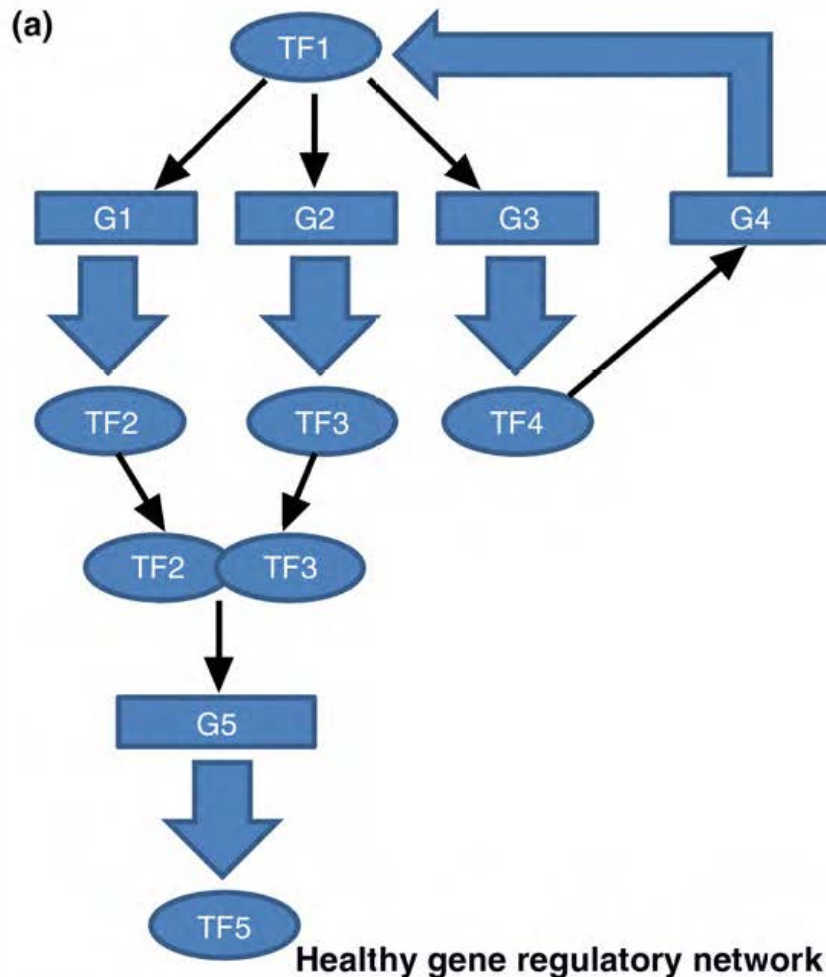 (a)
TF1
G1 G2 G3 G4
TF2 TF3 TF4
TF2 TF3
G5
TF5
Healthy gene regulatory network